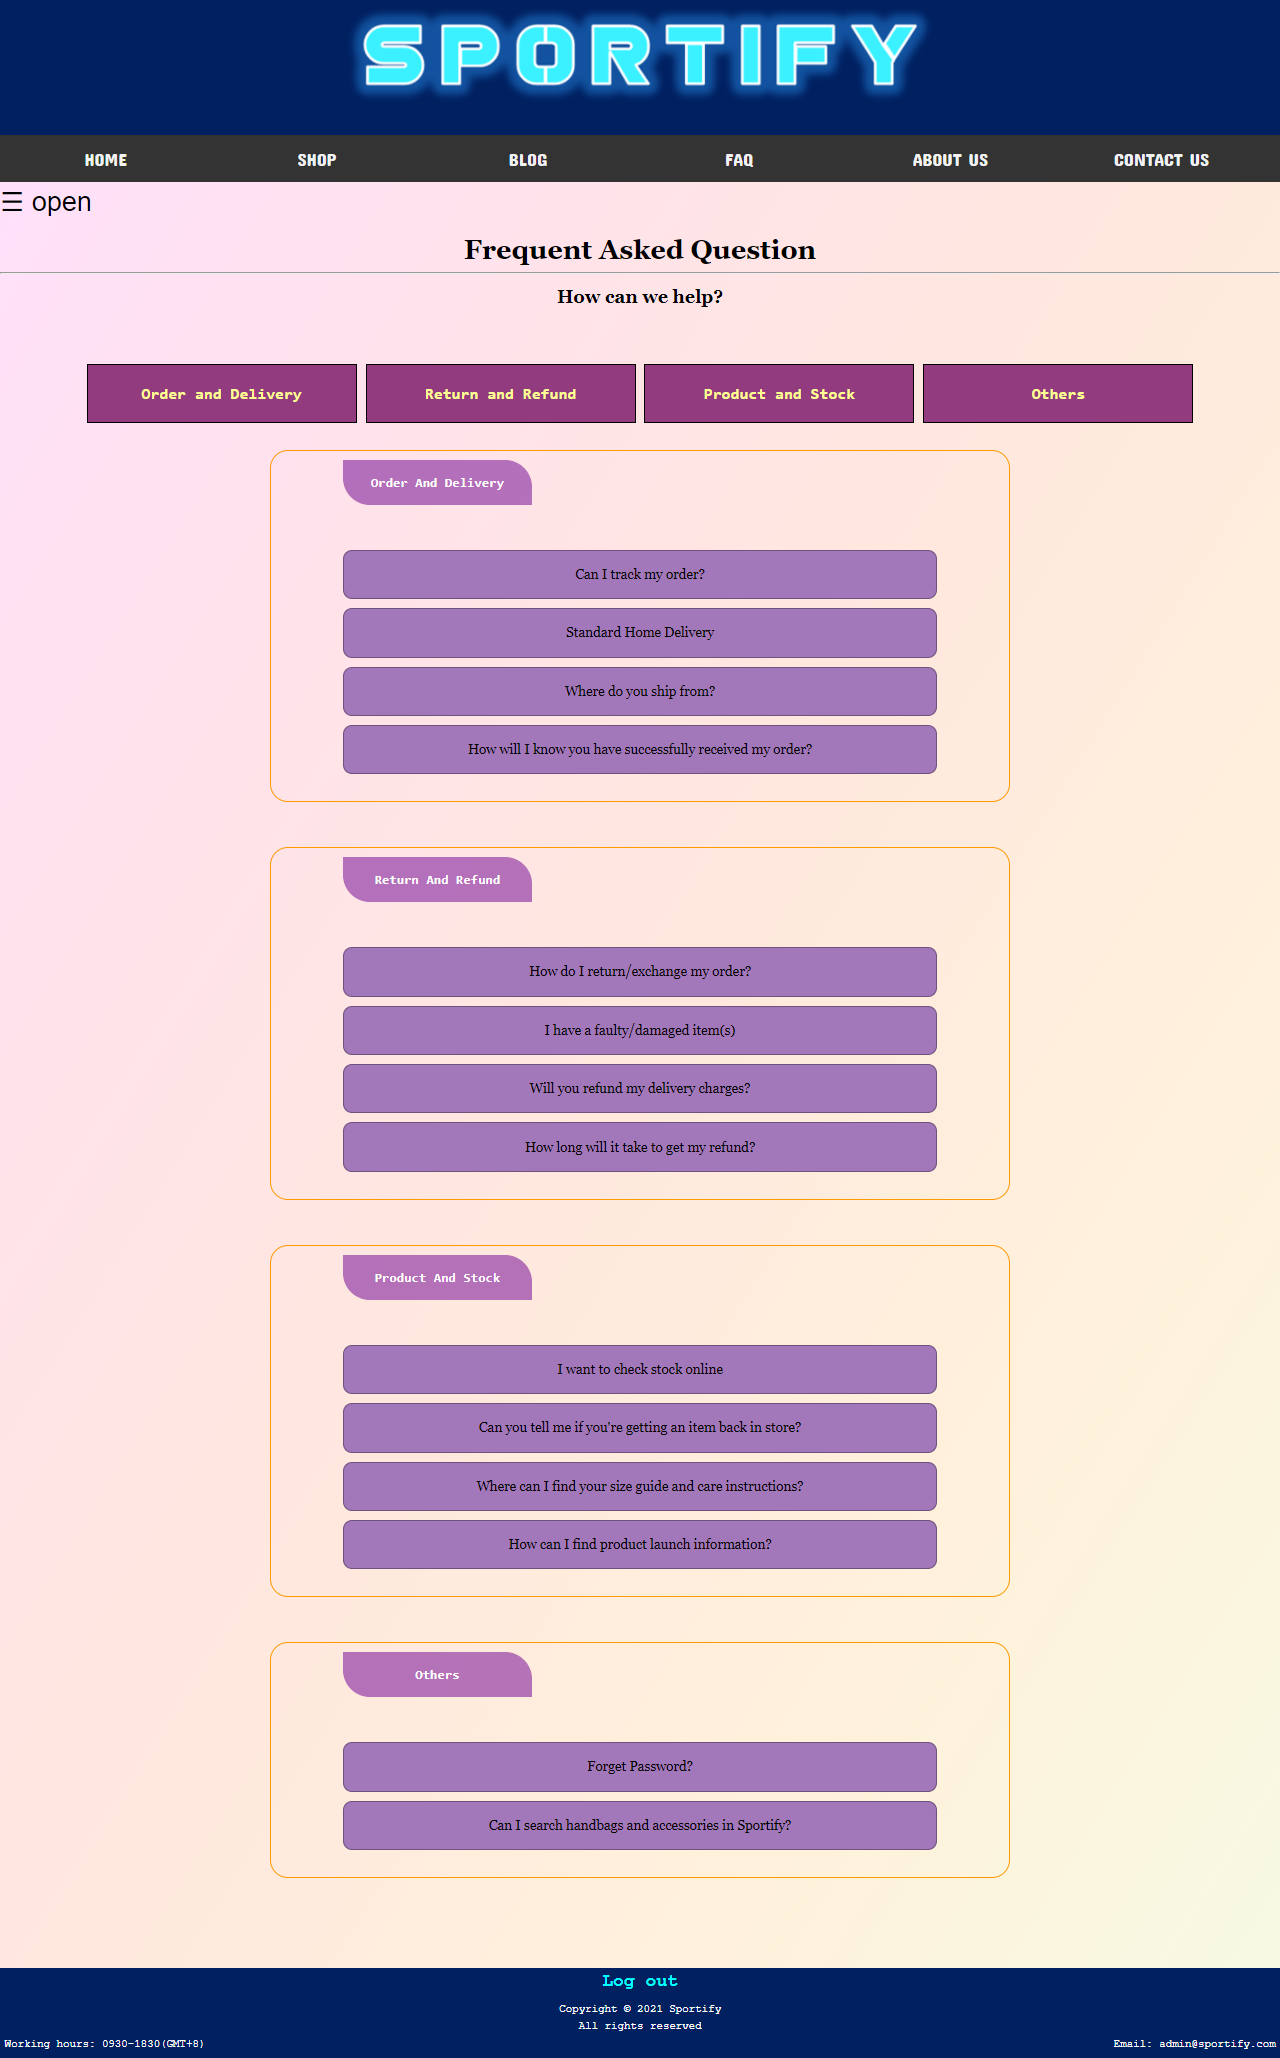 SPORTIFY
HOME SHOP BLOG FAQ ABOUT US CONTACT US
☰ open
Frequent Asked Question
How can we help?
Order and Delivery Return and Refund Product and Stock Others
Order And Delivery
Can I track my order?
Standard Home Delivery
Where do you ship from?
How will I know you have successfully received my order?
Return And Refund
How do I return/exchange my order?
I have a faulty/damaged item(s)
Will you refund my delivery charges?
How long will it take to get my refund?
Product And Stock
I want to check stock online
Can you tell me if you're getting an item back in store?
Where can I find your size guide and care instructions?
How can I find product launch information?
Others
Forget Password?
Can I search handbags and accessories in Sportify?
Log out
Copyright © 2021 Sportify
All rights reserved
Working hours: 0930-1830(GMT+8) Email: admin@sportify.com